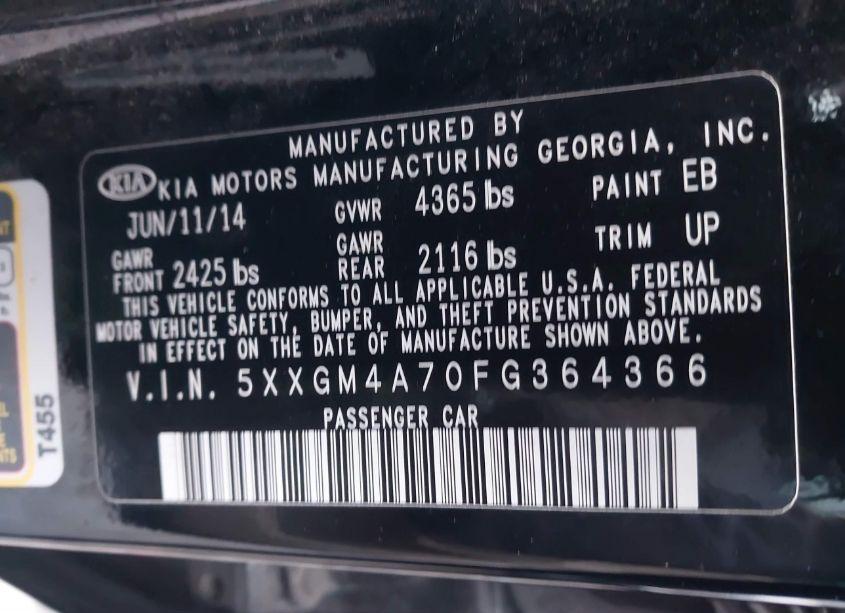 MANUFACTURED BY
KIA KIA MOTORS MANUFACTURING GEORGIA, INC.
JUN/11/14 GVWR 4365 lbs PAINT EB
GAWR FRONT 2425 lbs GAWR REAR 2116 lbs TRIM UP
THIS VEHICLE CONFORMS TO ALL APPLICABLE U.S.A. FEDERAL
MOTOR VEHICLE SAFETY, BUMPER, AND THEFT PREVENTION STANDARDS
IN EFFECT ON THE DATE OF MANUFACTURE SHOWN ABOVE.
V.I.N. 5XXGM4A70FG364366
PASSENGER CAR
T455